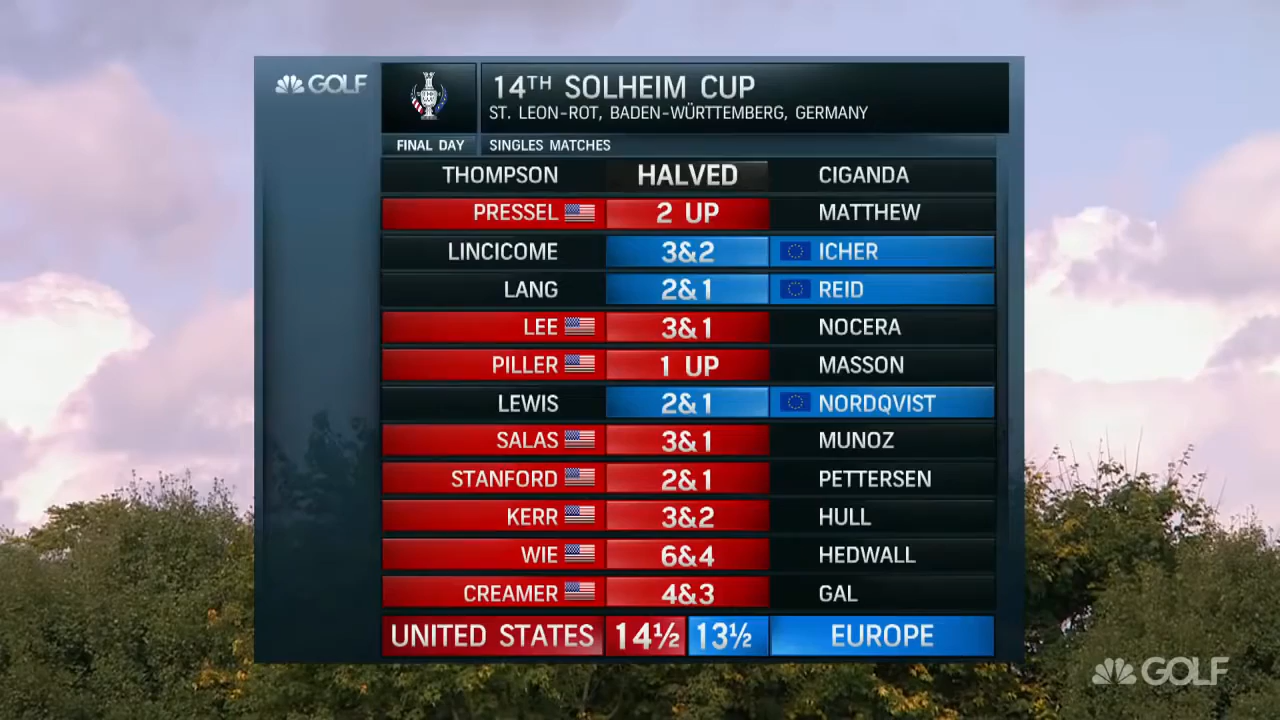 GOLF
14TH SOLHEIM CUP
ST. LEON-ROT, BADEN-WÜRTTEMBERG, GERMANY
FINAL DAY SINGLES MATCHES
THOMPSON HALVED CIGANDA
PRESSEL 2 UP MATTHEW
LINCICOME 3&2 ICHER
LANG 2&1 REID
LEE 3&1 NOCERA
PILLER 1 UP MASSON
LEWIS 2&1 NORDQVIST
SALAS 3&1 MUNOZ
STANFORD 2&1 PETTERSEN
KERR 3&2 HULL
WIE 6&4 HEDWALL
CREAMER 4&3 GAL
UNITED STATES 14½ 13½ EUROPE
GOLF